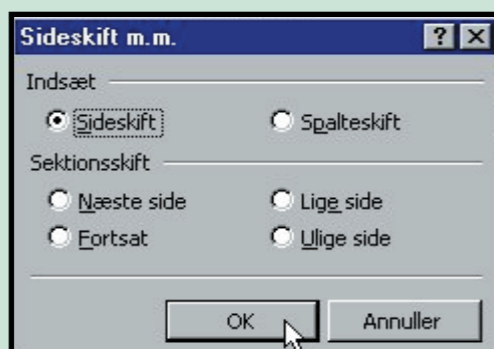 Sideskift m.m.
Indsæt
Sideskift Spalteskift
Sektionsskift
Næste side Lige side
Fortsat Ulige side
OK Annuller